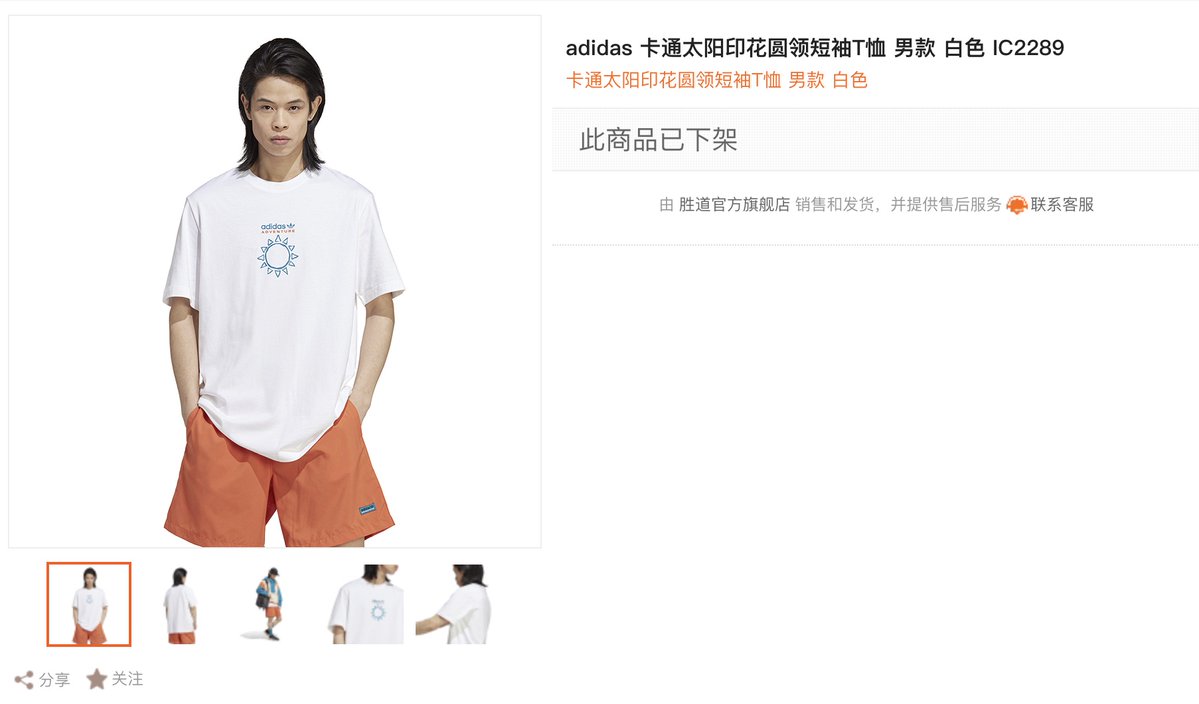 adidas 卡通太阳印花圆领短袖T恤 男款 白色 IC2289
卡通太阳印花圆领短袖T恤 男款 白色
此商品已下架
由 胜道官方旗舰店 销售和发货，并提供售后服务 联系客服
adidas
ADVENTURE
分享 关注